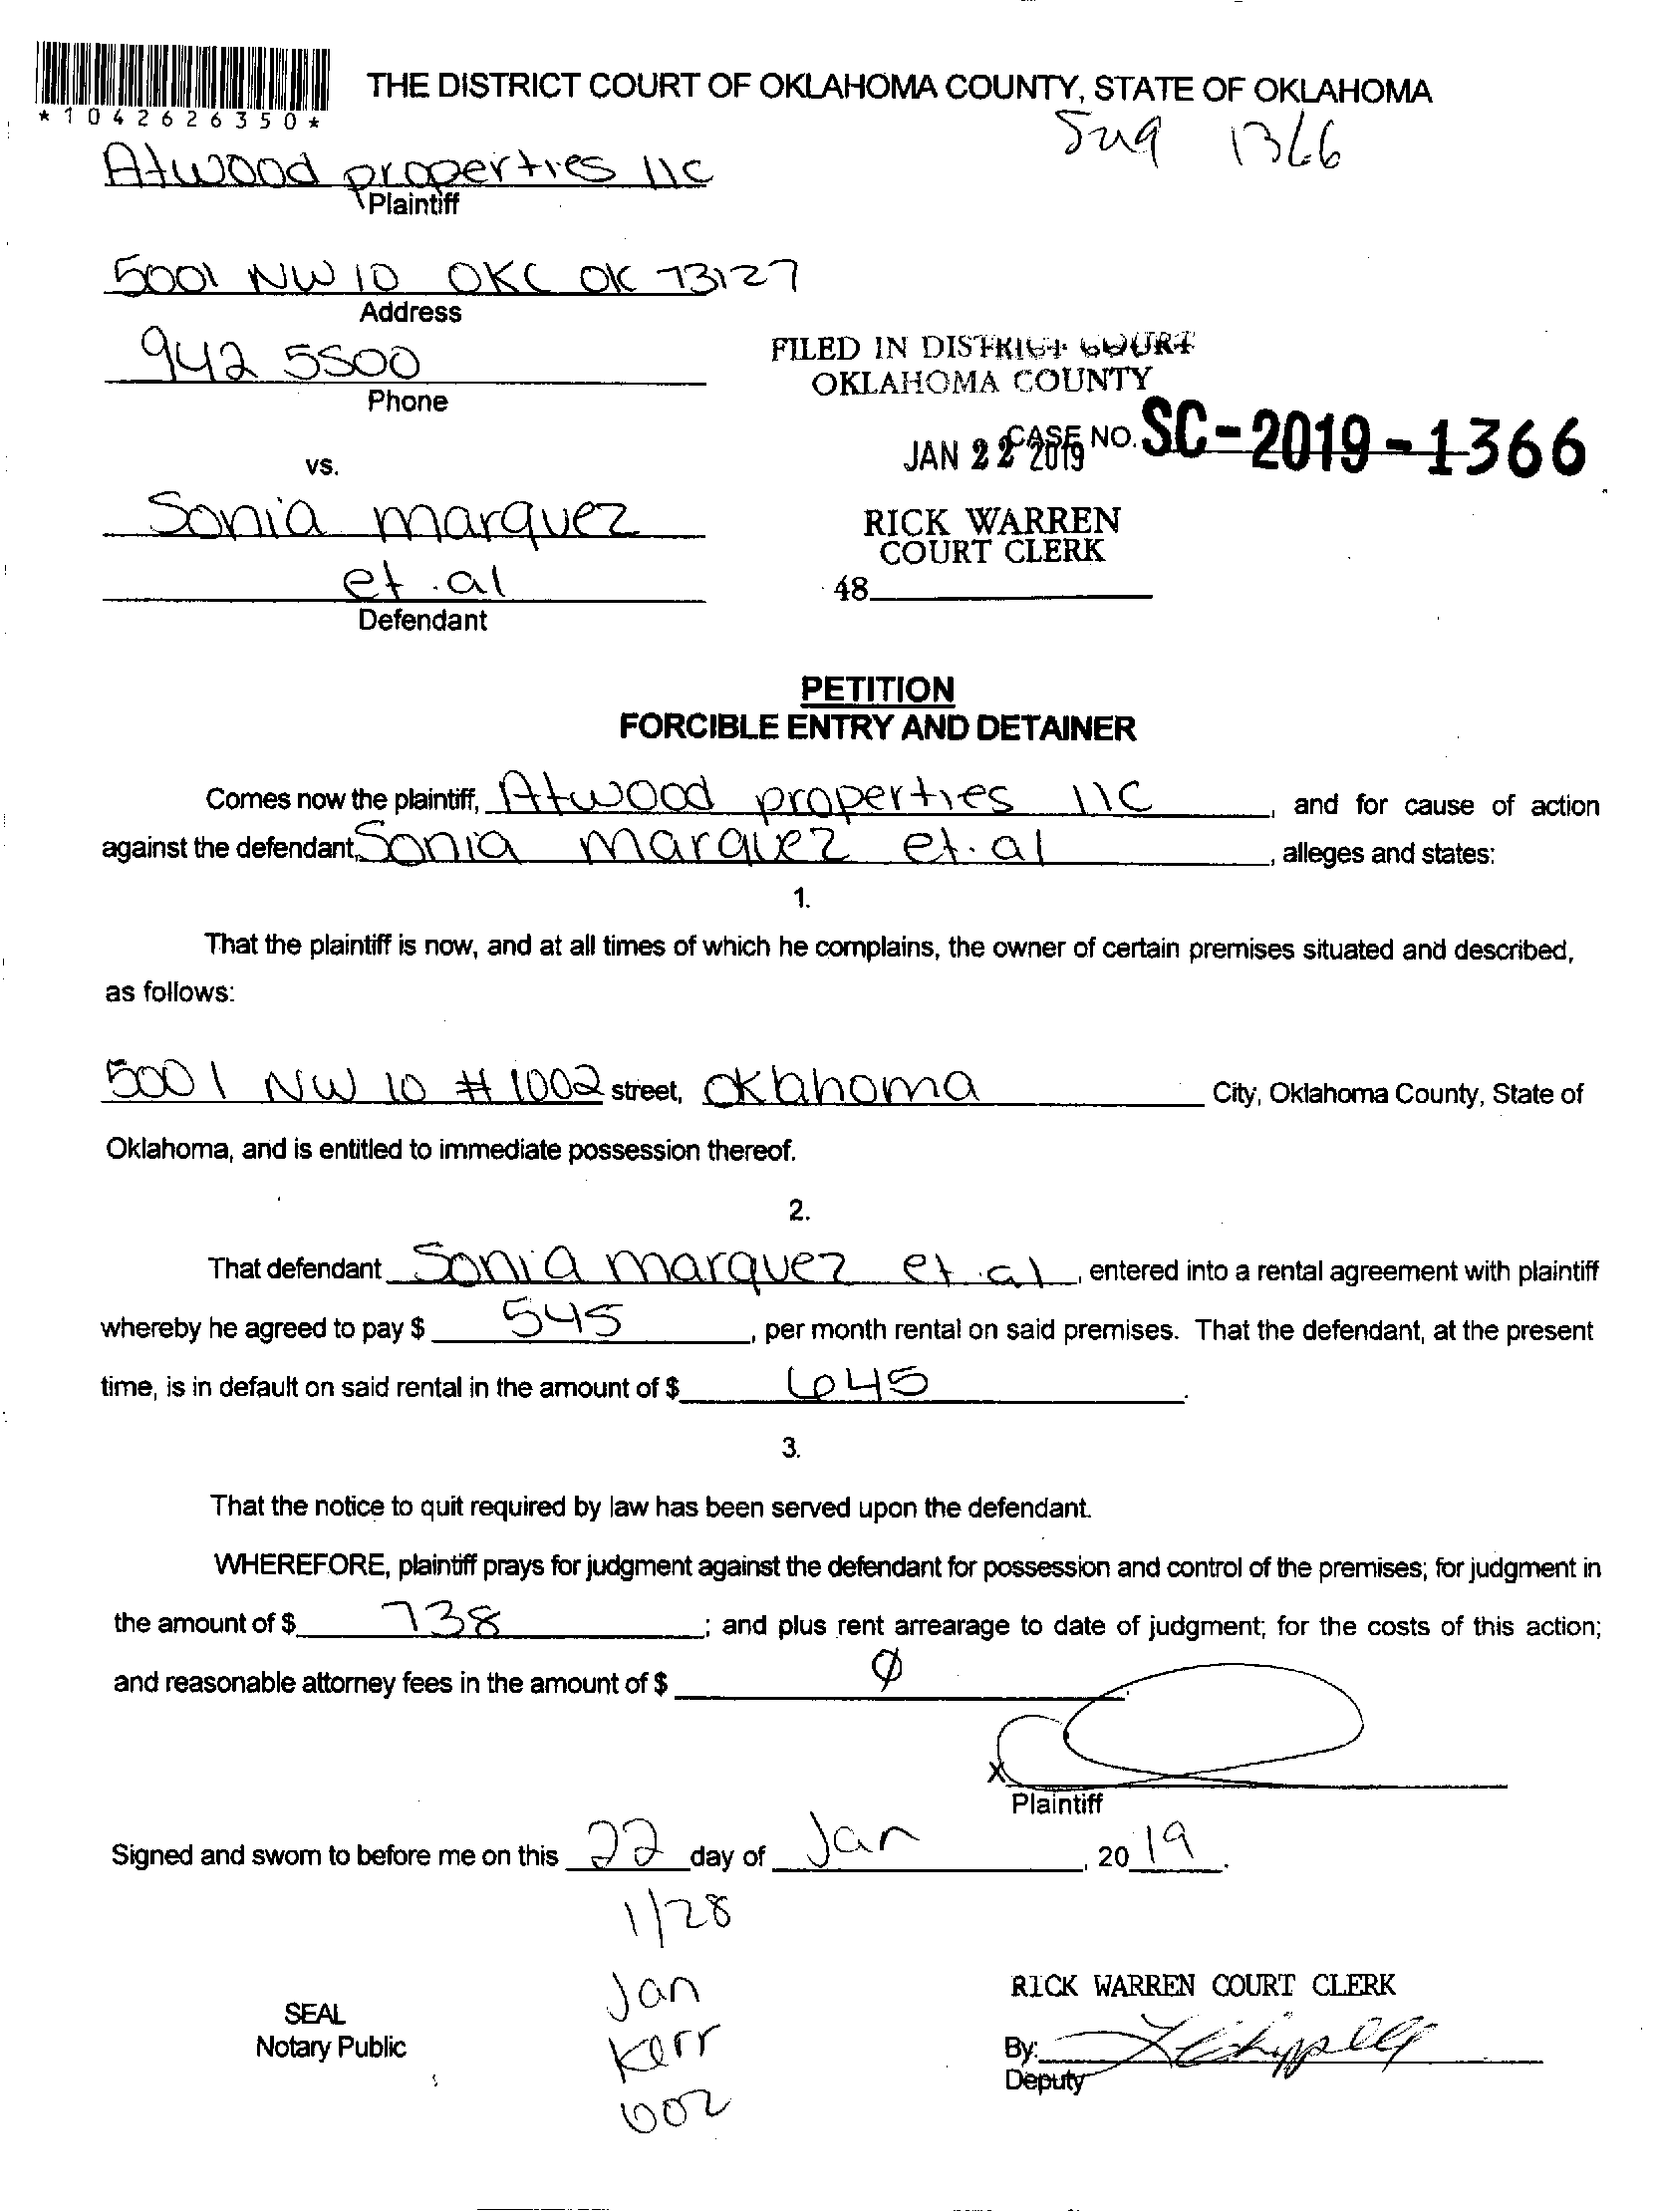 THE DISTRICT COURT OF OKLAHOMA COUNTY, STATE OF OKLAHOMA
*1042626350*
1366
Atwood properties llc
Plaintiff
5001 NW 10 OKC OK 73127
Address
942 5500
Phone
FILED IN DISTRICT COURT
OKLAHOMA COUNTY
JAN 22 2019
CASE NO. SC-2019-1366
vs.
Sonia marquez
et.al
Defendant
RICK WARREN
COURT CLERK
48
PETITION
FORCIBLE ENTRY AND DETAINER
Comes now the plaintiff, Atwood properties llc, and for cause of action
against the defendant, Sonia marquez et.al, alleges and states:
1.
That the plaintiff is now, and at all times of which he complains, the owner of certain premises situated and described,
as follows:
5001 NW 10 #1002 street, Oklahoma City, Oklahoma County, State of
Oklahoma, and is entitled to immediate possession thereof.
2.
That defendant Sonia marquez et.al, entered into a rental agreement with plaintiff
whereby he agreed to pay $ 545, per month rental on said premises. That the defendant, at the present
time, is in default on said rental in the amount of $ 645.
3.
That the notice to quit required by law has been served upon the defendant.
WHEREFORE, plaintiff prays for judgment against the defendant for possession and control of the premises; for judgment in
the amount of $ 738; and plus rent arrearage to date of judgment; for the costs of this action;
and reasonable attorney fees in the amount of $ Ø.
X
Plaintiff
Signed and sworn to before me on this 22 day of Jan, 2019.
1/28
Jan
Kerr
602
SEAL
Notary Public
RICK WARREN COURT CLERK
By:
Deputy